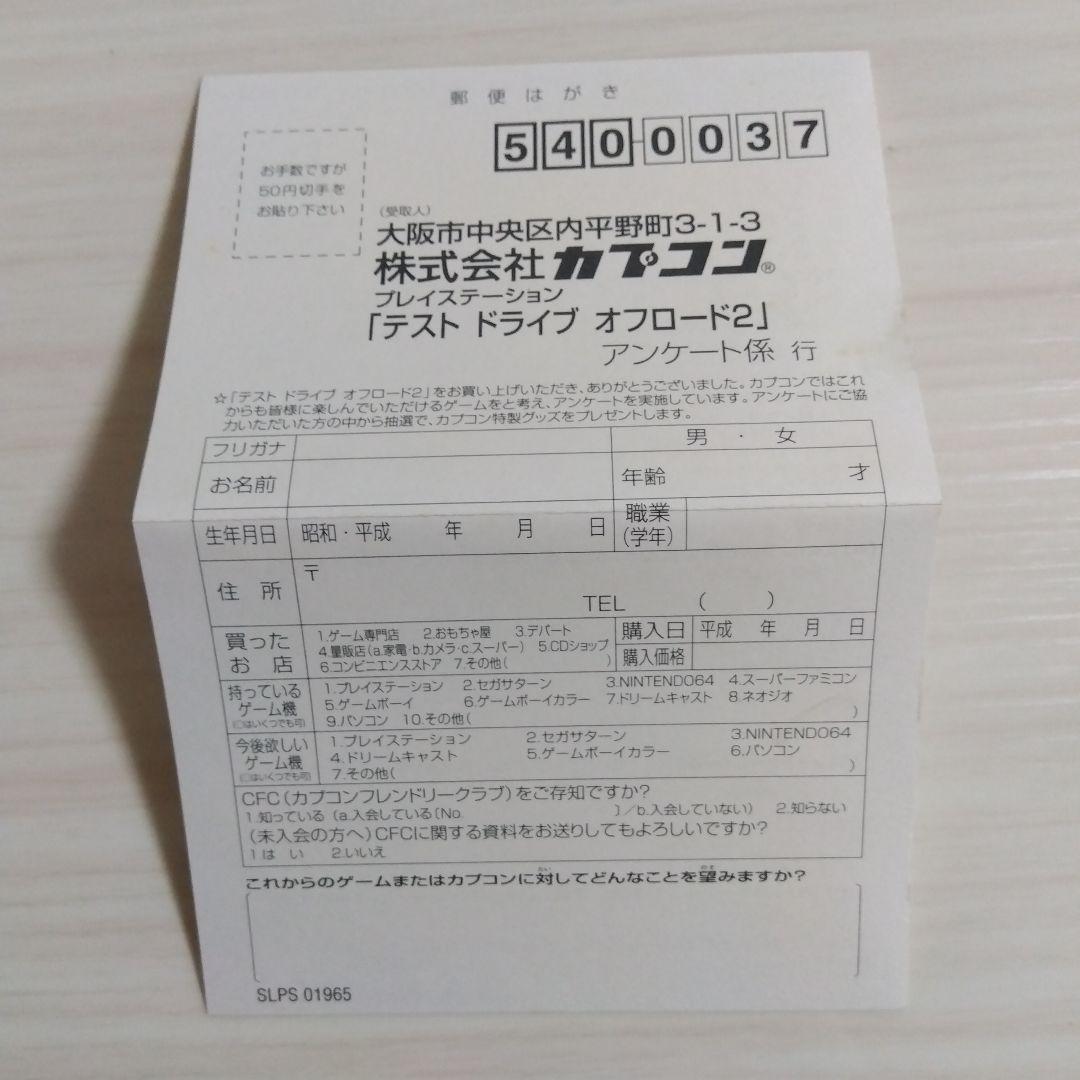 郵便はがき
540-0037
お手数ですが
50円切手を
お貼り下さい
(受取人)
大阪市中央区内平野町3-1-3
株式会社カプコン®
プレイステーション
「テスト ドライブ オフロード2」
アンケート係 行
☆「テスト ドライブ オフロード2」をお買い上げいただき、ありがとうございました。カプコンではこれ
からも皆様に楽しんでいただけるゲームをと考え、アンケートを実施しています。アンケートにご協
力いただいた方の中から抽選で、カプコン特製グッズをプレゼントします。
フリガナ 男・女
お名前 年齢 才
生年月日 昭和・平成 年 月 日 職業(学年)
住所 〒
TEL ( )
買ったお店 1.ゲーム専門店 2.おもちゃ屋 3.デパート
4.量販店(a.家電・b.カメラ・c.スーパー) 5.CDショップ
6.コンビニエンスストア 7.その他( )
購入日 平成 年 月 日
購入価格
持っているゲーム機(○はいくつでも可)
1.プレイステーション 2.セガサターン 3.NINTENDO64 4.スーパーファミコン
5.ゲームボーイ 6.ゲームボーイカラー 7.ドリームキャスト 8.ネオジオ
9.パソコン 10.その他( )
今後欲しいゲーム機(○はいくつでも可)
1.プレイステーション 2.セガサターン 3.NINTENDO64
4.ドリームキャスト 5.ゲームボーイカラー 6.パソコン
7.その他( )
CFC(カプコンフレンドリークラブ)をご存知ですか?
1.知っている (a.入会している〔No. 〕/b.入会していない) 2.知らない
(未入会の方へ)CFCに関する資料をお送りしてもよろしいですか?
1 はい 2.いいえ
これからのゲームまたはカプコンに対してどんなことを望みますか?
SLPS 01965